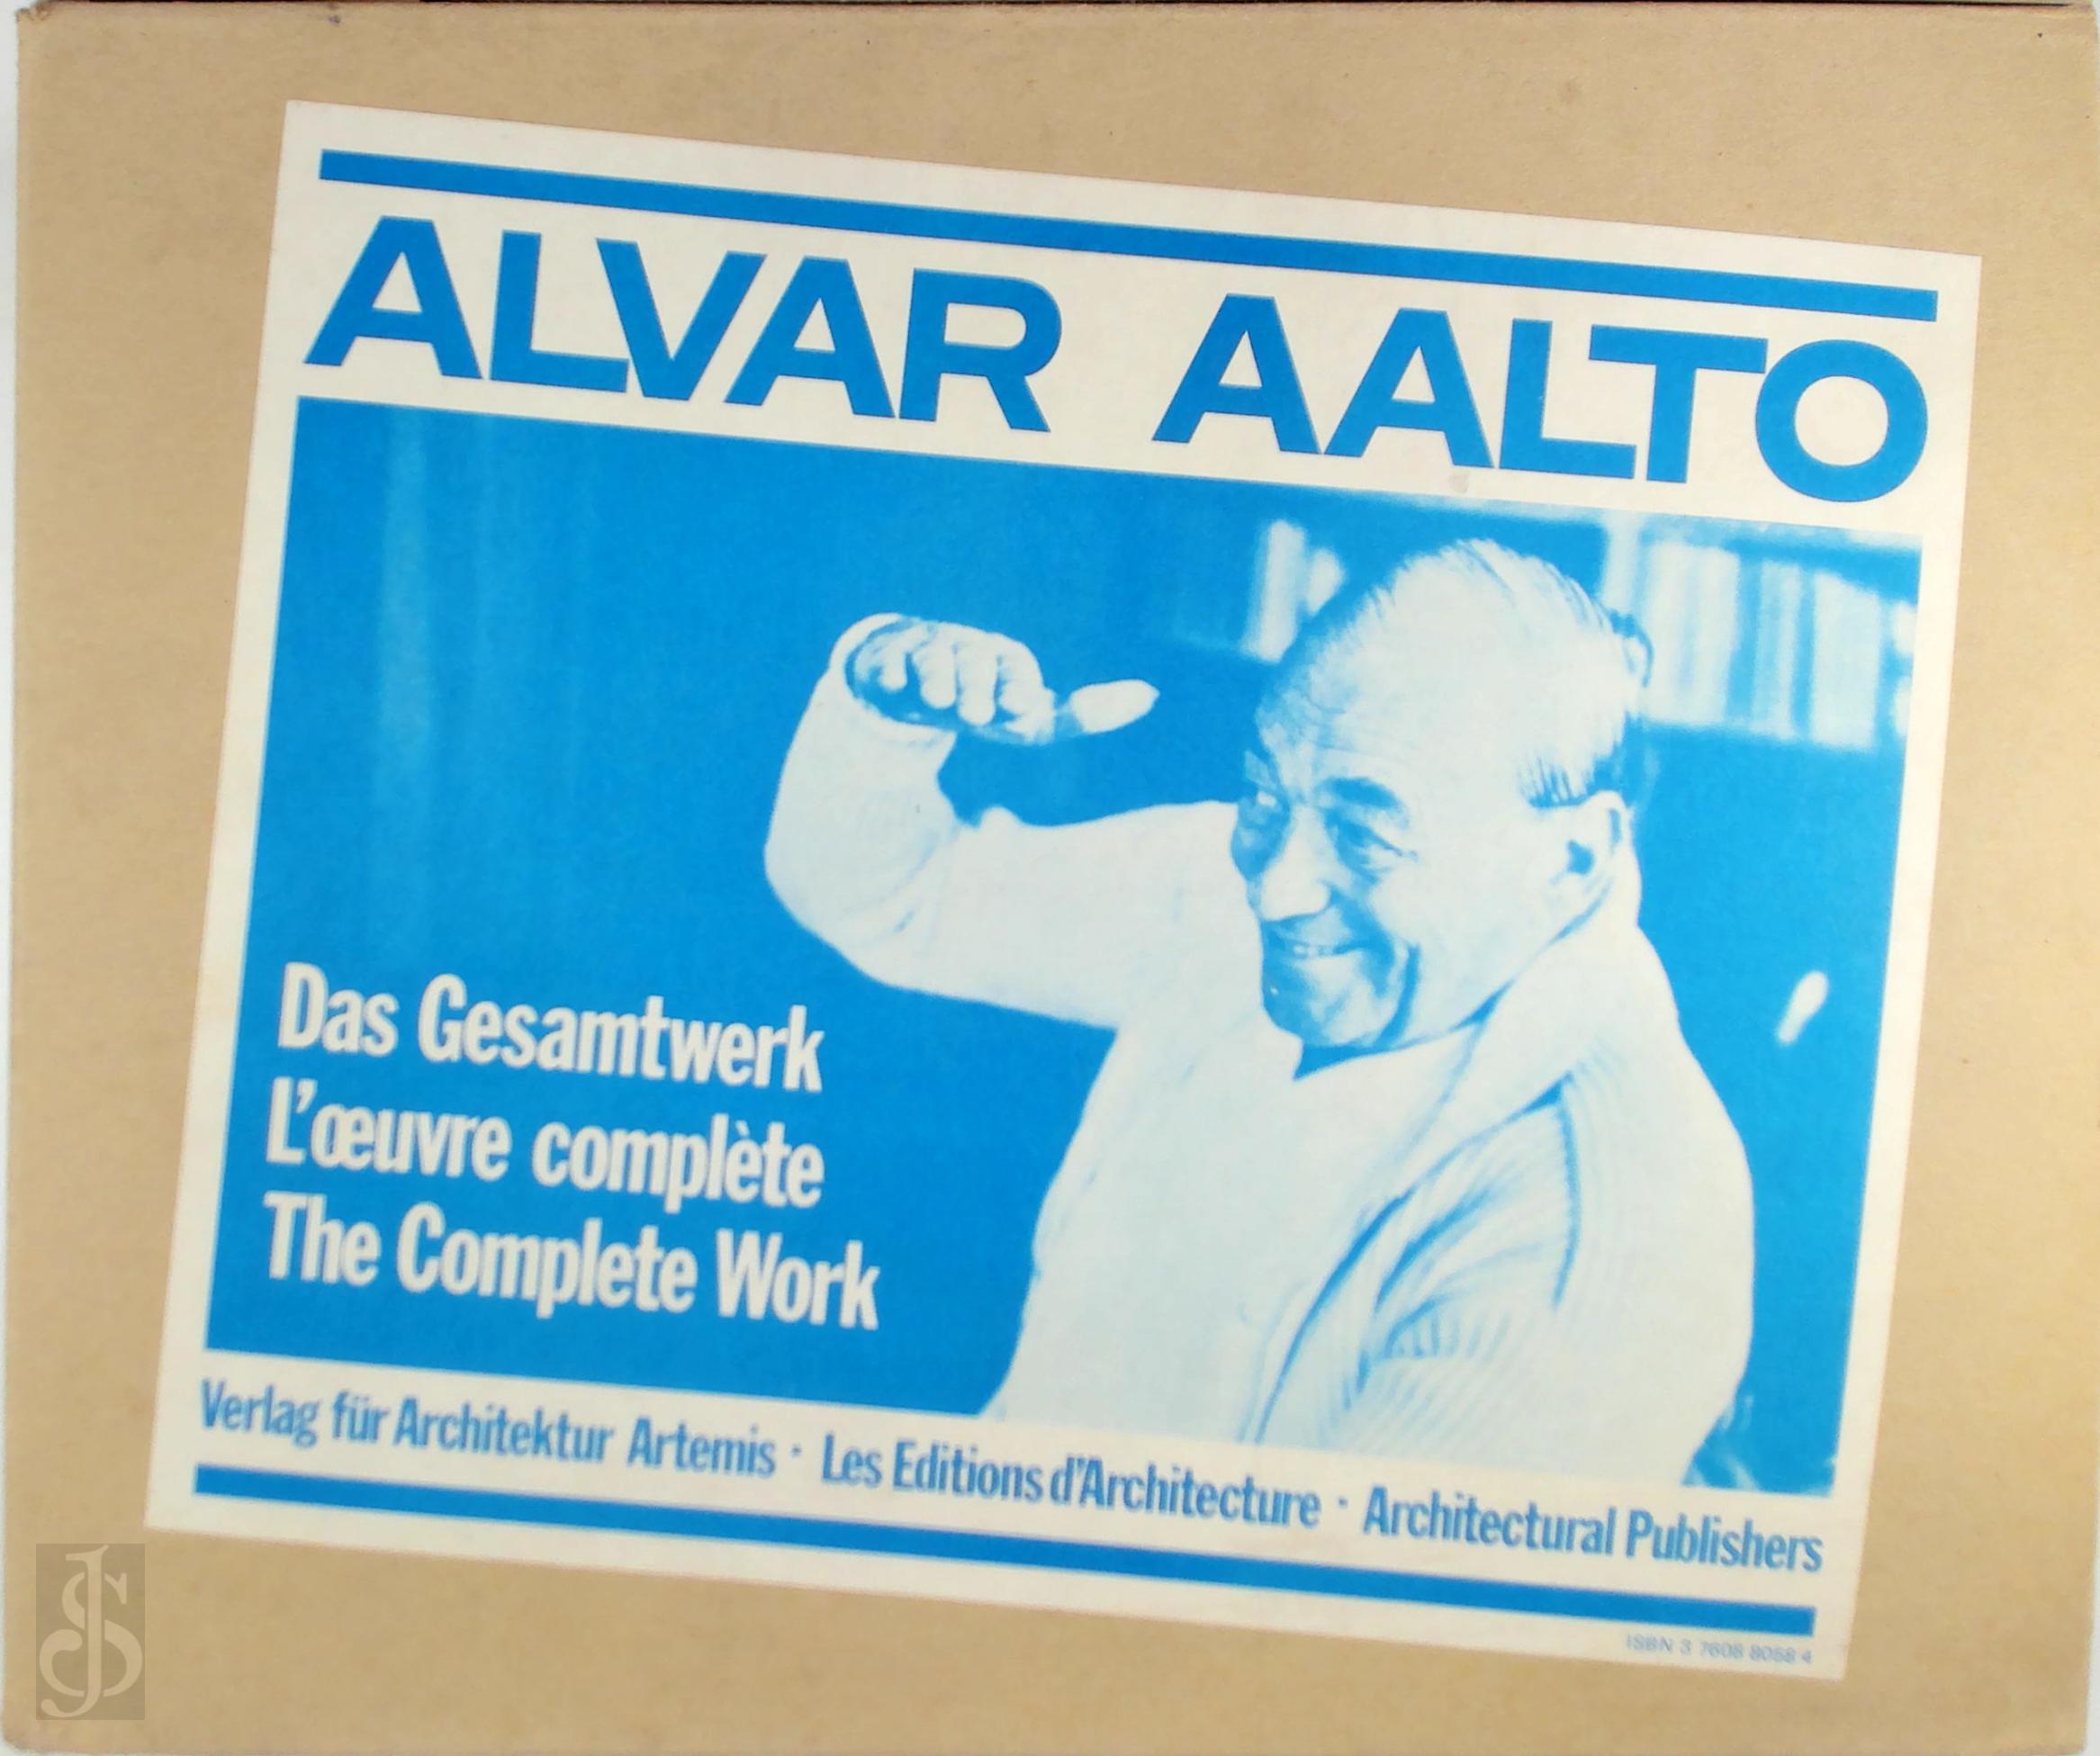 ALVAR AALTO
Das Gesamtwerk
L'œuvre complète
The Complete Work
Verlag für Architektur Artemis · Les Editions d'Architecture · Architectural Publishers
ISBN 3 7608 8058 4